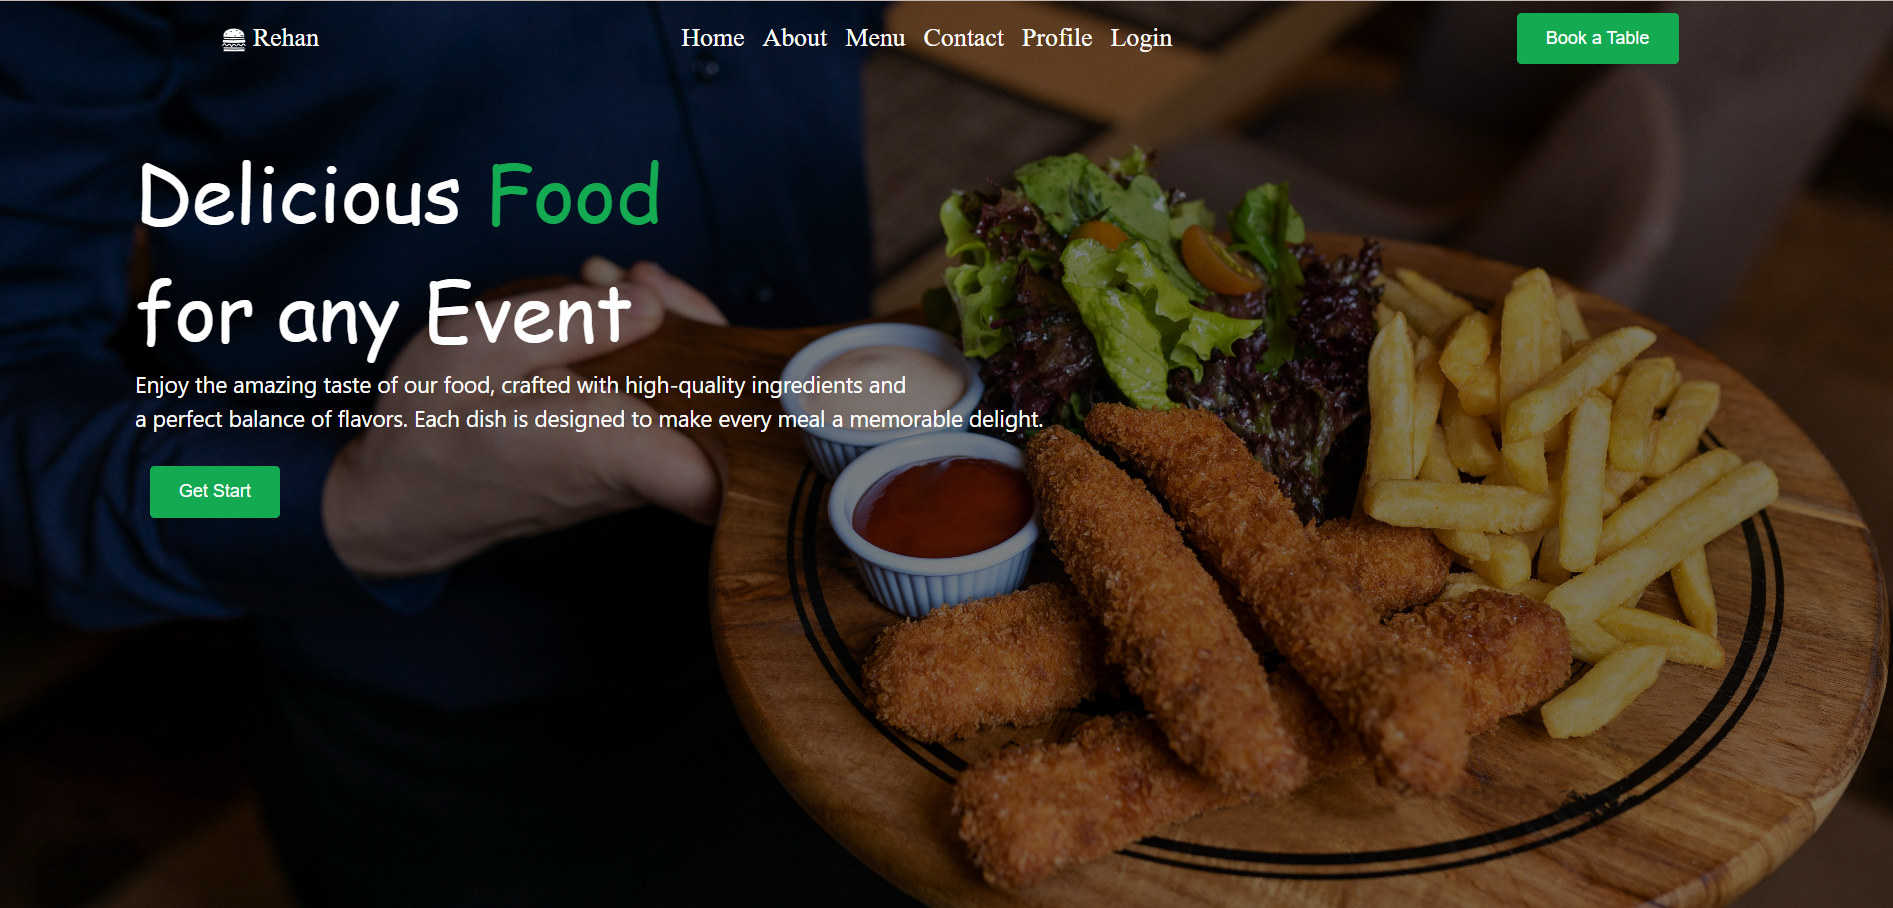 Rehan
Home About Menu Contact Profile Login
Book a Table
Delicious Food
for any Event
Enjoy the amazing taste of our food, crafted with high-quality ingredients and
a perfect balance of flavors. Each dish is designed to make every meal a memorable delight.
Get Start